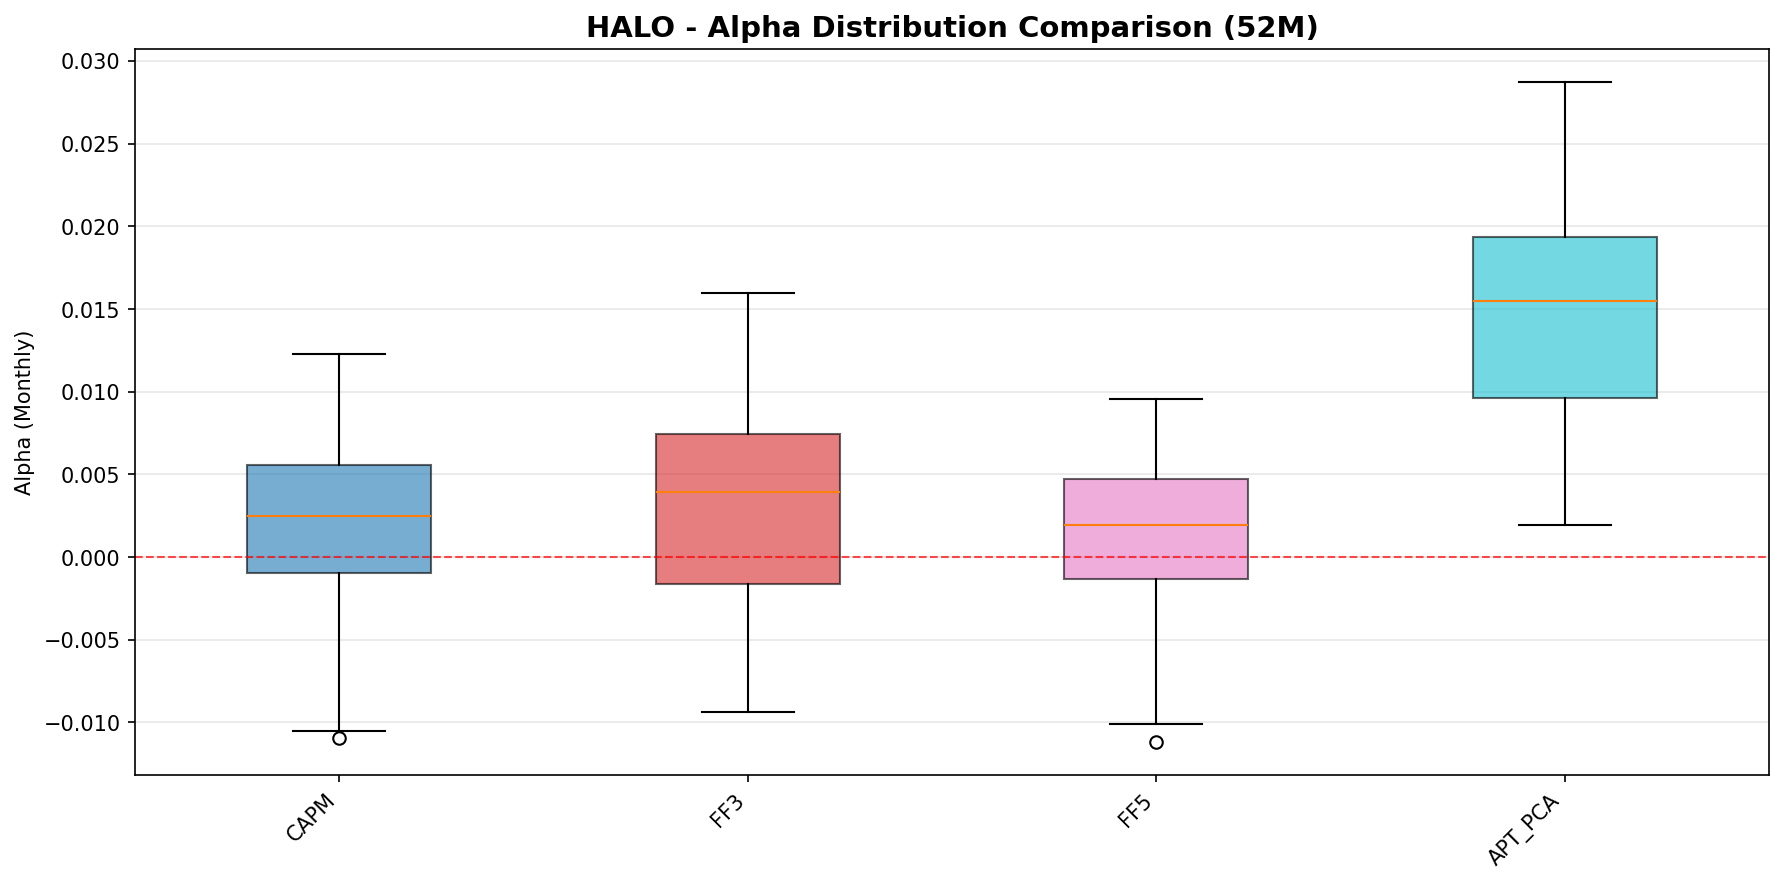 HALO - Alpha Distribution Comparison (52M)
Alpha (Monthly)
0.030
0.025
0.020
0.015
0.010
0.005
0.000
−0.005
−0.010
CAPM
FF3
FF5
APT_PCA